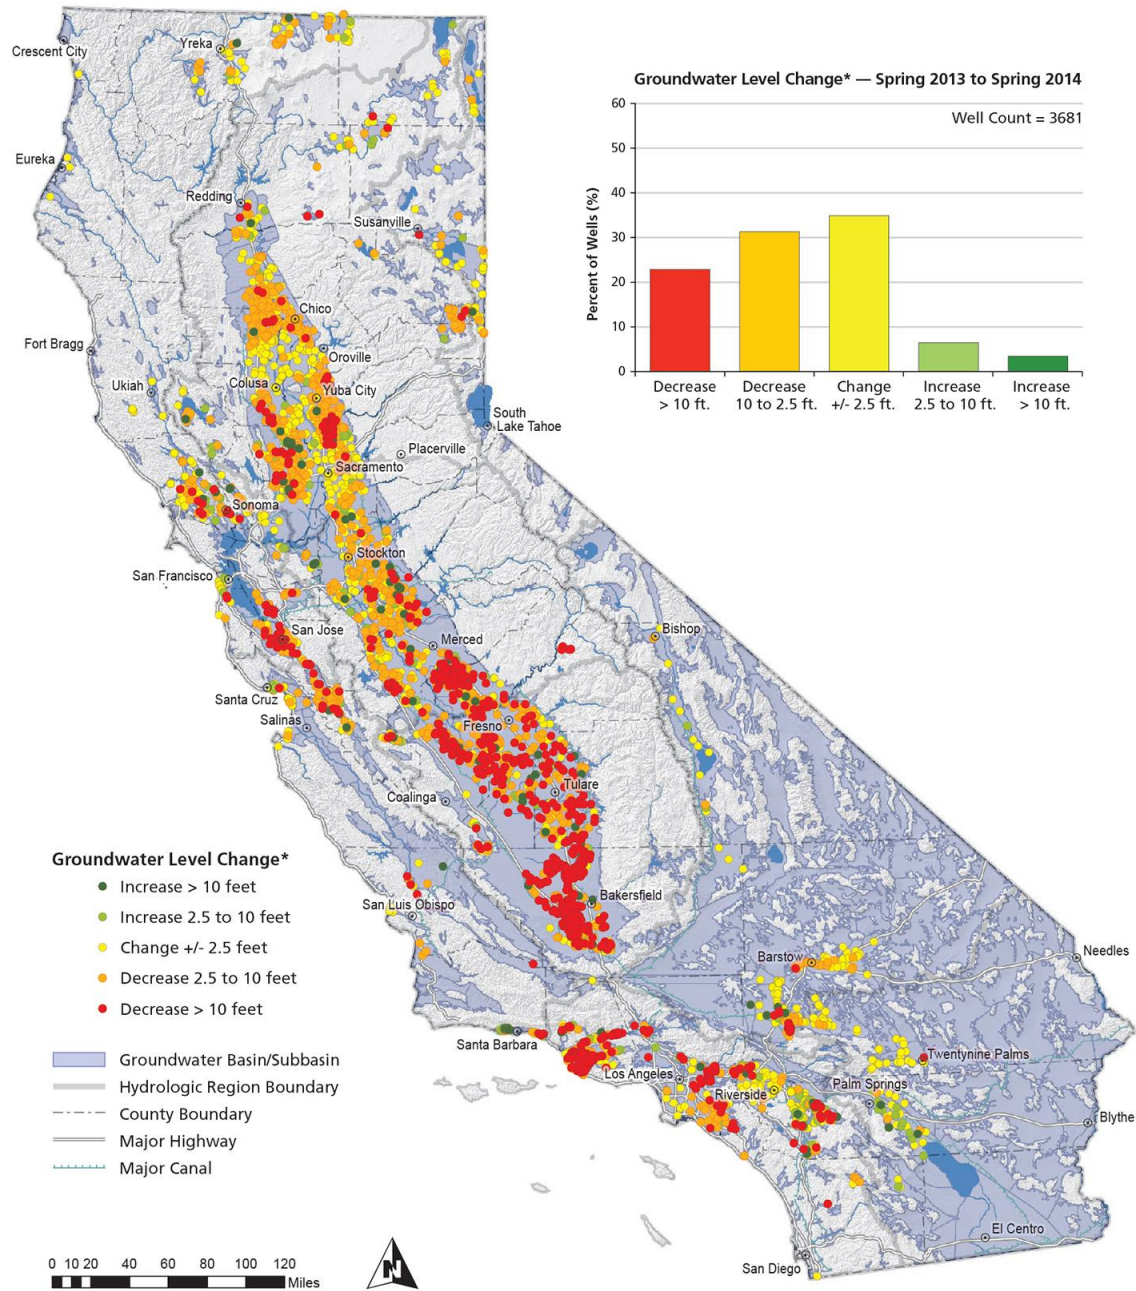 Crescent City
Yreka
Eureka
Redding
Susanville
Chico
Fort Bragg
Oroville
Ukiah
Colusa
Yuba City
South
Lake Tahoe
Placerville
Sacramento
Sonoma
Stockton
San Francisco
San Jose
Merced
Bishop
Santa Cruz
Salinas
Fresno
Coalinga
Tulare
San Luis Obispo
Bakersfield
Barstow
Needles
Santa Barbara
Los Angeles
Twentynine Palms
Palm Springs
Riverside
Blythe
El Centro
San Diego
Groundwater Level Change* — Spring 2013 to Spring 2014
Well Count = 3681
Percent of Wells (%)
60
50
40
30
20
10
0
Decrease
> 10 ft.
Decrease
10 to 2.5 ft.
Change
+/- 2.5 ft.
Increase
2.5 to 10 ft.
Increase
> 10 ft.
Groundwater Level Change*
Increase > 10 feet
Increase 2.5 to 10 feet
Change +/- 2.5 feet
Decrease 2.5 to 10 feet
Decrease > 10 feet
Groundwater Basin/Subbasin
Hydrologic Region Boundary
County Boundary
Major Highway
Major Canal
0 10 20 40 60 80 100 120
Miles
N